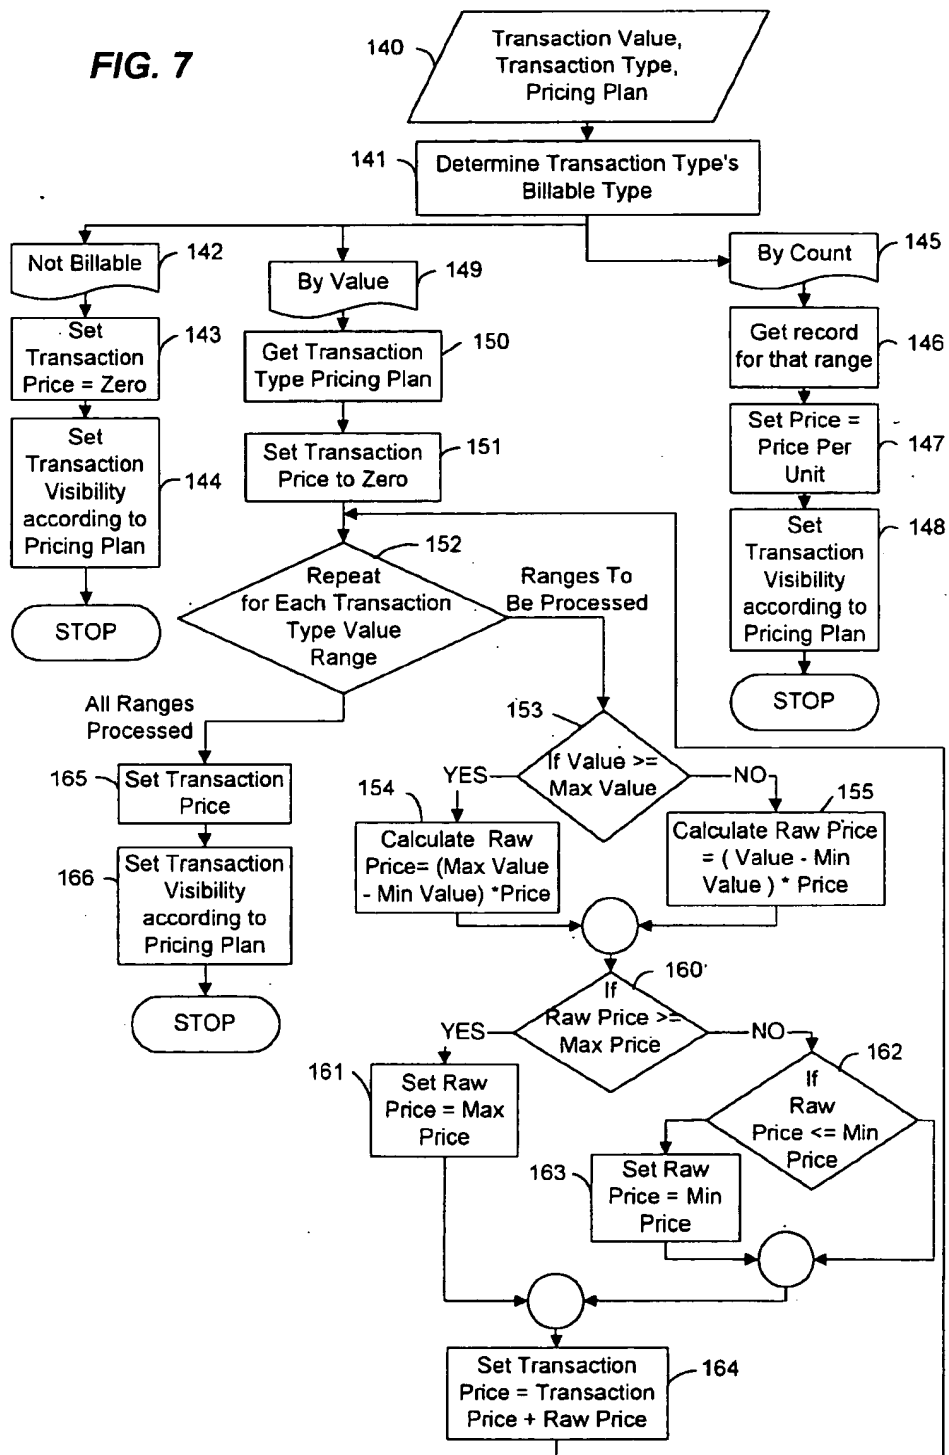 FIG. 7
140
Transaction Value,
Transaction Type,
Pricing Plan
141
Determine Transaction Type's
Billable Type
Not Billable
142
Set
Transaction
Price = Zero
143
Set
Transaction
Visibility
according to
Pricing Plan
144
STOP
By Value
149
Get Transaction
Type Pricing Plan
150
Set Transaction
Price to Zero
151
By Count
145
Get record
for that range
146
Set Price =
Price Per
Unit
147
Set
Transaction
Visibility
according to
Pricing Plan
148
STOP
152
Repeat
for Each Transaction
Type Value
Range
Ranges To
Be Processed
All Ranges
Processed
165
Set Transaction
Price
166
Set Transaction
Visibility
according to
Pricing Plan
STOP
153
If Value >=
Max Value
YES
NO
154
Calculate Raw
Price= (Max Value
- Min Value) *Price
155
Calculate Raw Price
= ( Value - Min
Value ) * Price
160
If
Raw Price >=
Max Price
YES
NO
161
Set Raw
Price = Max
Price
162
If
Raw
Price <= Min
Price
163
Set Raw
Price = Min
Price
Set Transaction
Price = Transaction
Price + Raw Price
164